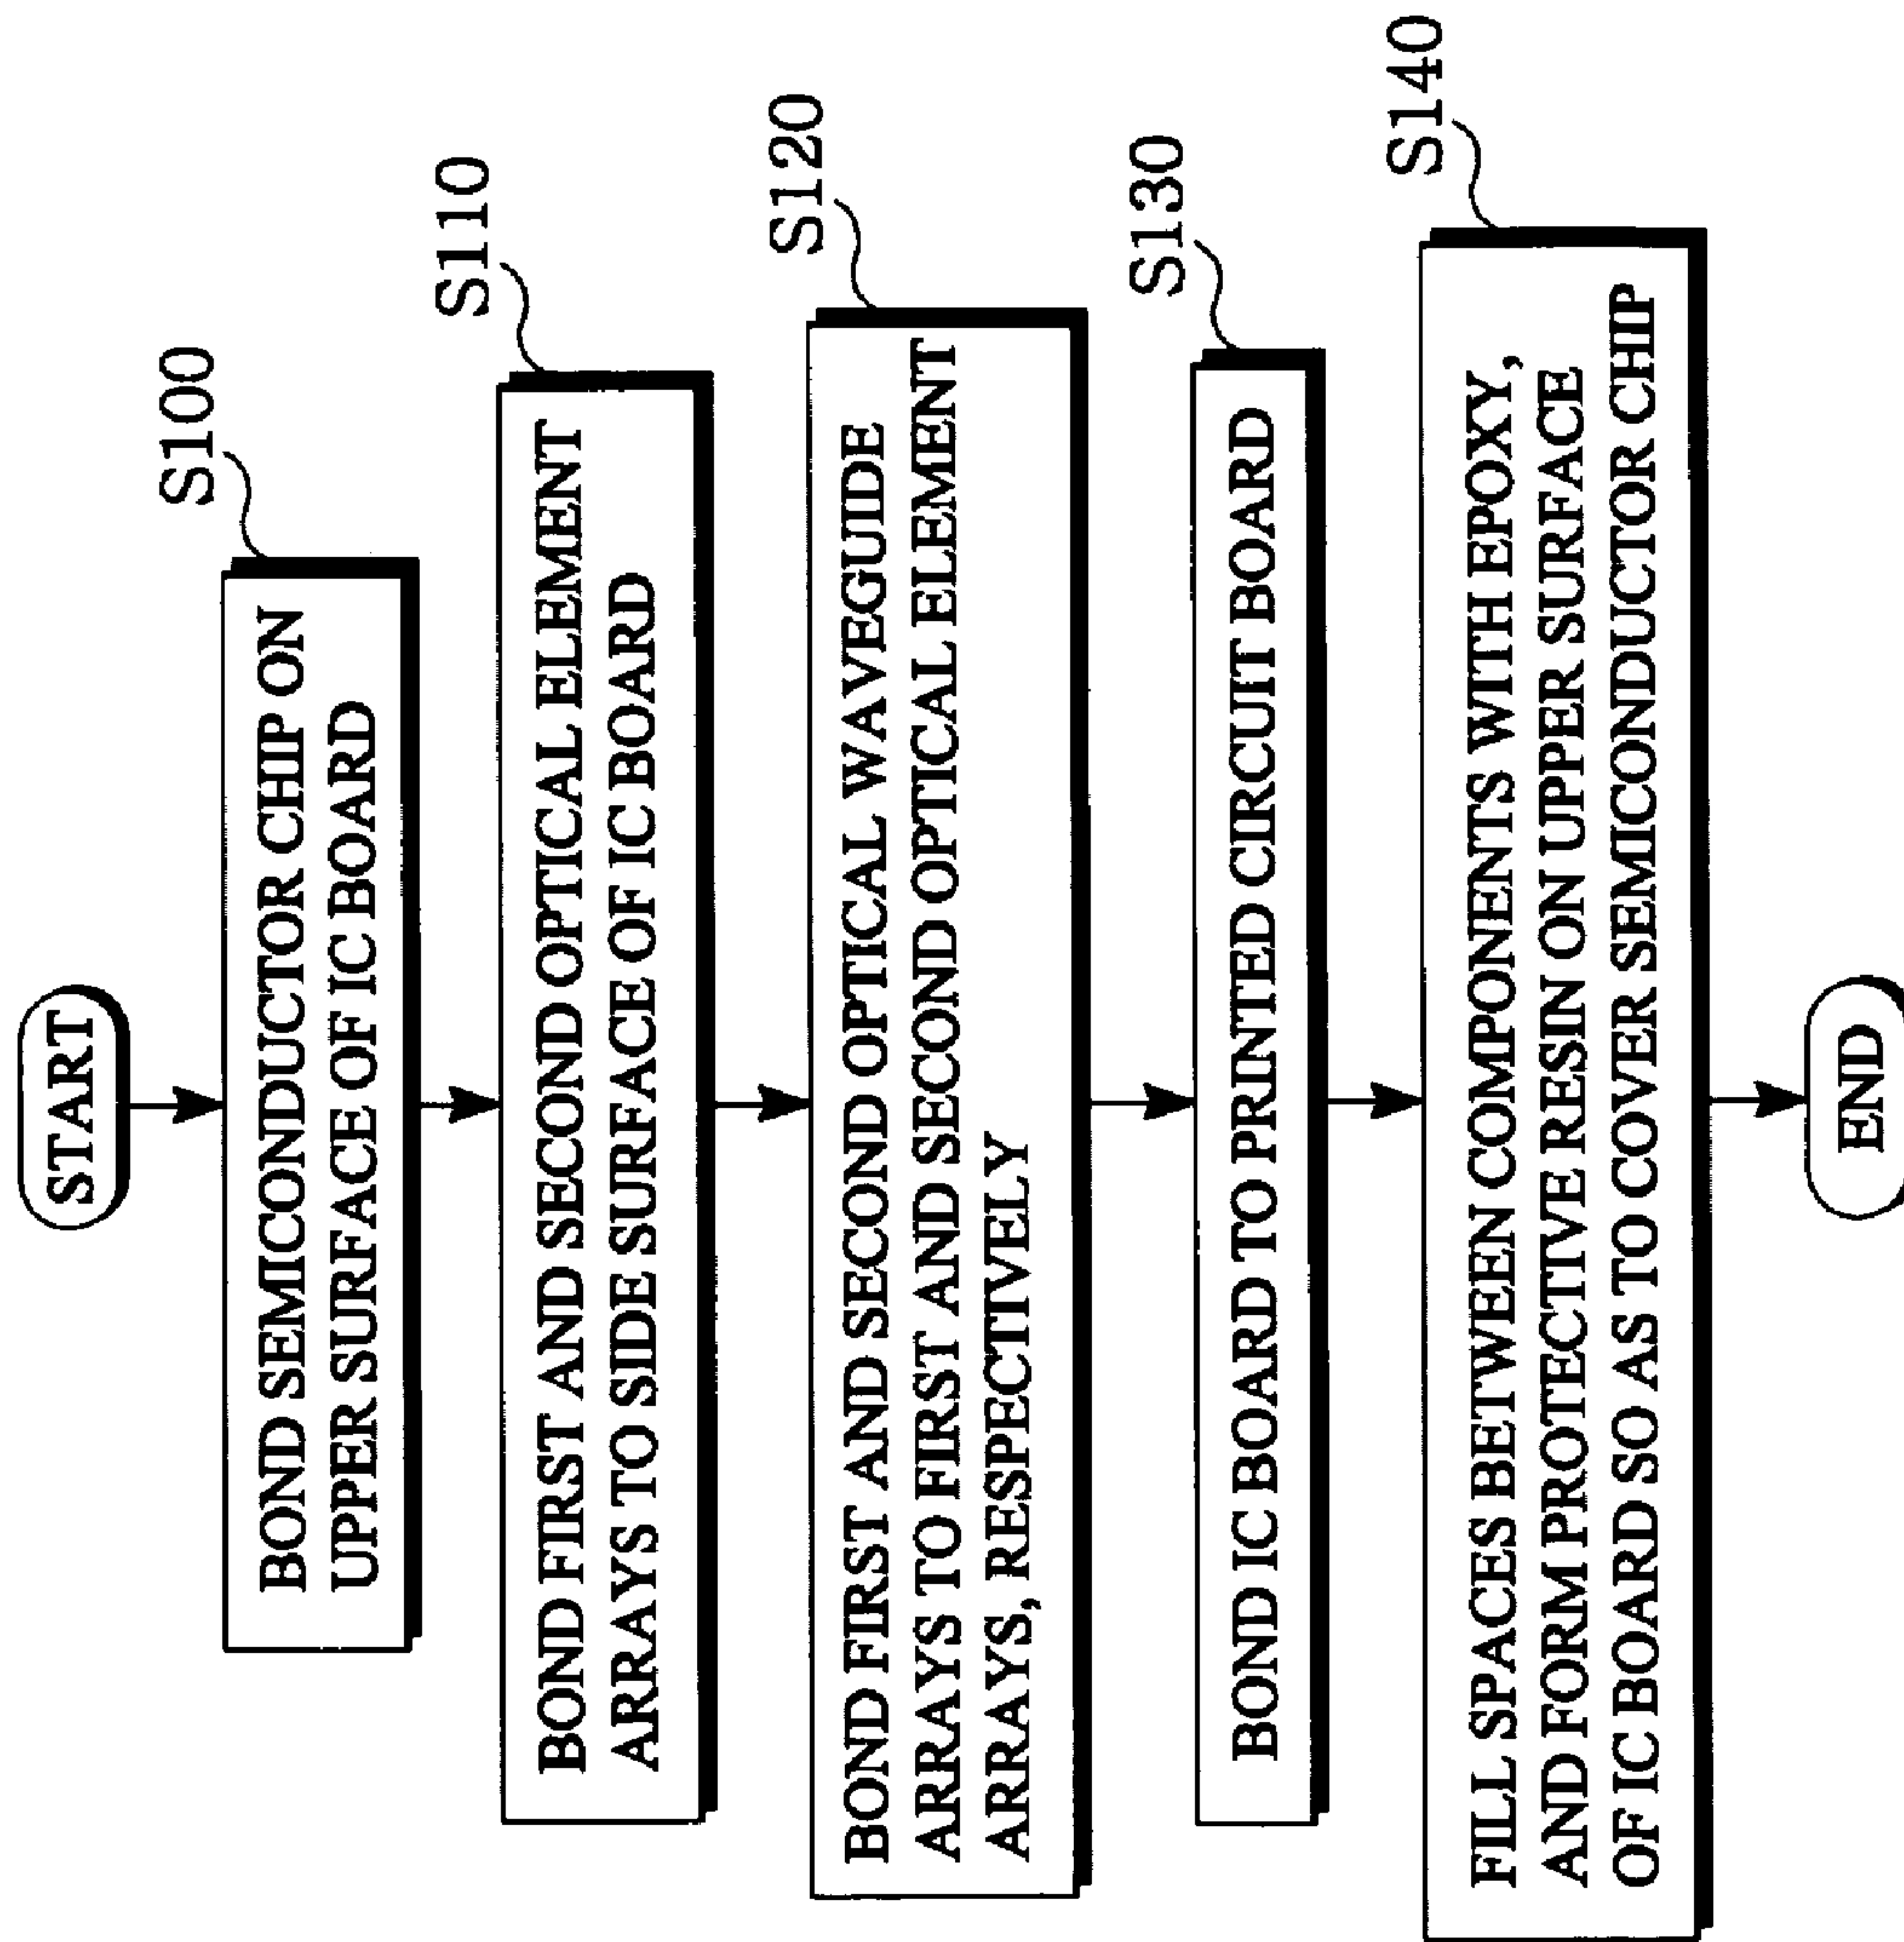 START
S100
BOND SEMICONDUCTOR CHIP ON
UPPER SURFACE OF IC BOARD
S110
BOND FIRST AND SECOND OPTICAL ELEMENT
ARRAYS TO SIDE SURFACE OF IC BOARD
S120
BOND FIRST AND SECOND OPTICAL WAVEGUIDE
ARRAYS TO FIRST AND SECOND OPTICAL ELEMENT
ARRAYS, RESPECTIVELY
S130
BOND IC BOARD TO PRINTED CIRCUIT BOARD
S140
FILL SPACES BETWEEN COMPONENTS WITH EPOXY,
AND FORM PROTECTIVE RESIN ON UPPER SURFACE
OF IC BOARD SO AS TO COVER SEMICONDUCTOR CHIP
END